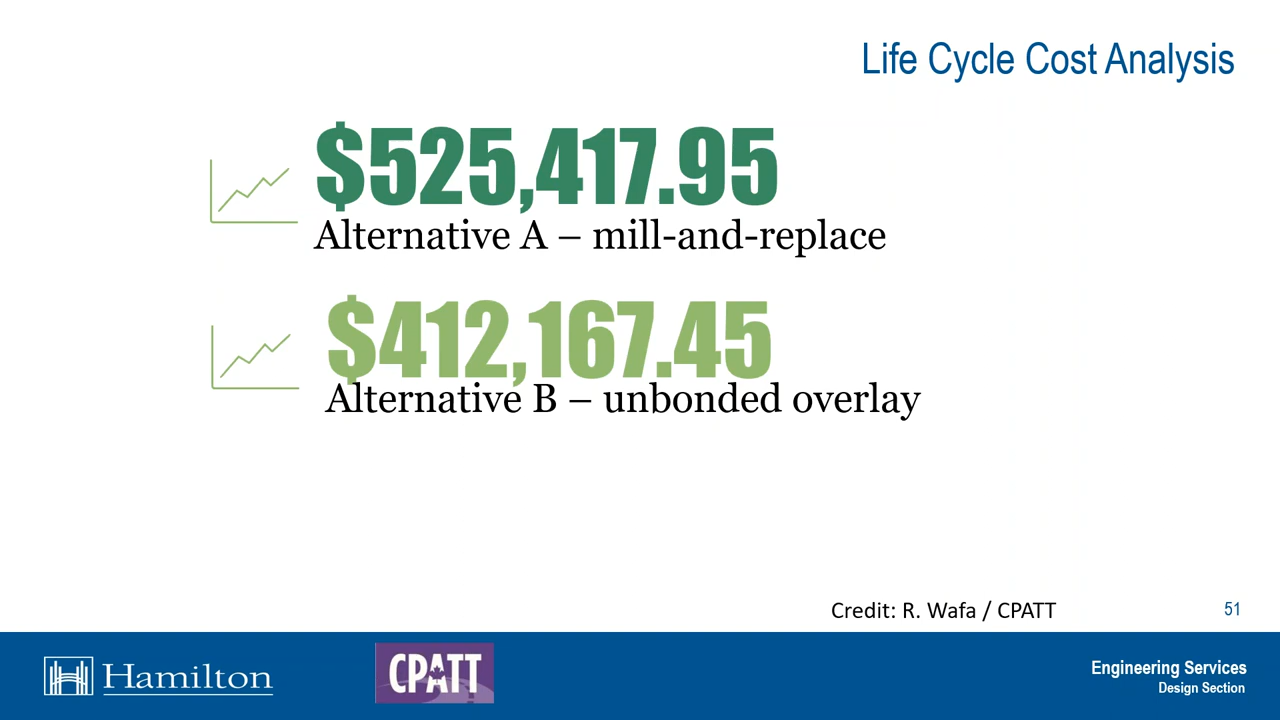 Life Cycle Cost Analysis
$525,417.95
Alternative A – mill-and-replace
$412,167.45
Alternative B – unbonded overlay
Credit: R. Wafa / CPATT
51
Hamilton
CPATT
Engineering Services
Design Section